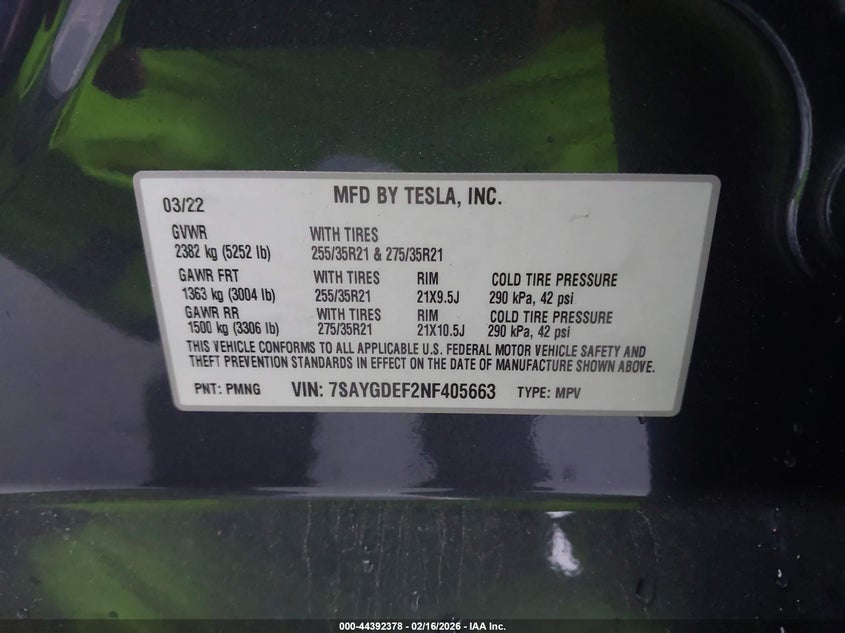 03/22 MFD BY TESLA, INC.
GVWR WITH TIRES
2382 kg (5252 lb) 255/35R21 & 275/35R21
GAWR FRT WITH TIRES RIM COLD TIRE PRESSURE
1363 kg (3004 lb) 255/35R21 21X9.5J 290 kPa, 42 psi
GAWR RR WITH TIRES RIM COLD TIRE PRESSURE
1500 kg (3306 lb) 275/35R21 21X10.5J 290 kPa, 42 psi
THIS VEHICLE CONFORMS TO ALL APPLICABLE U.S. FEDERAL MOTOR VEHICLE SAFETY AND
THEFT PREVENTION STANDARDS IN EFFECT ON THE DATE OF MANUFACTURE SHOWN ABOVE.
PNT: PMNG VIN: 7SAYGDEF2NF405663 TYPE: MPV
000-44392378 - 02/16/2026 - IAA Inc.